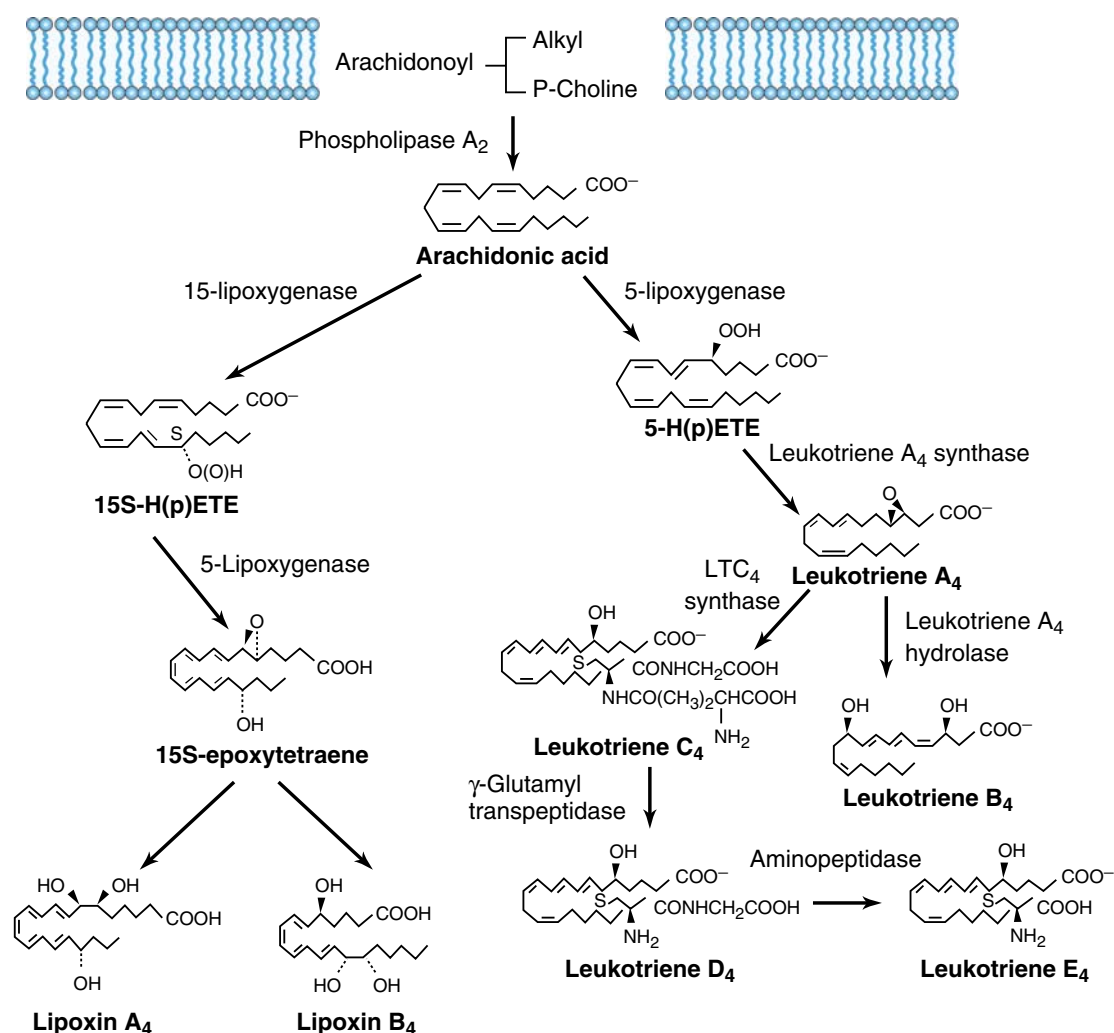 Arachidonoyl
Alkyl
P-Choline
Phospholipase A₂
COO⁻
Arachidonic acid
15-lipoxygenase
5-lipoxygenase
COO⁻
S
O(O)H
15S-H(p)ETE
OOH
COO⁻
5-H(p)ETE
Leukotriene A₄ synthase
O
COO⁻
Leukotriene A₄
5-Lipoxygenase
O
COOH
OH
15S-epoxytetraene
LTC₄
synthase
Leukotriene A₄
hydrolase
OH
COO⁻
S
CONHCH₂COOH
NHCO(CH₃)₂CHCOOH
NH₂
Leukotriene C₄
OH
OH
COO⁻
Leukotriene B₄
γ-Glutamyl
transpeptidase
HO
OH
COOH
OH
Lipoxin A₄
OH
COOH
HO
OH
Lipoxin B₄
OH
COO⁻
S
CONHCH₂COOH
NH₂
Leukotriene D₄
Aminopeptidase
OH
COO⁻
S
COOH
NH₂
Leukotriene E₄